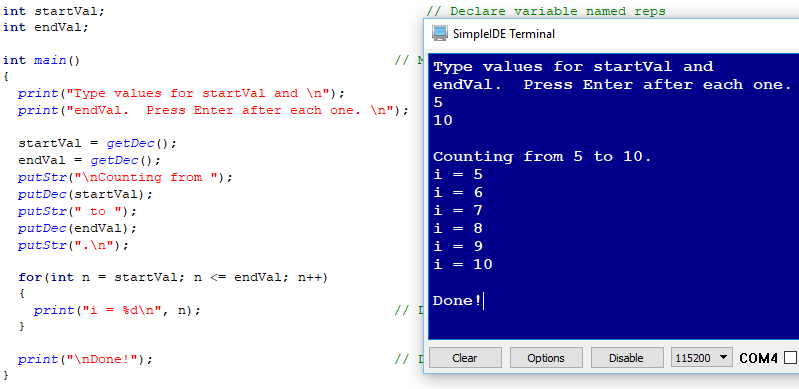 int startVal; // Declare variable named reps
int endVal;
int main() // M
{
print("Type values for startVal and \n");
print("endVal.  Press Enter after each one. \n");
startVal = getDec();
endVal = getDec();
putStr("\nCounting from ");
putDec(startVal);
putStr(" to ");
putDec(endVal);
putStr(".\n");
for(int n = startVal; n <= endVal; n++)
{
print("i = %d\n", n); // D
}
print("\nDone!"); // D
}
SimpleIDE Terminal
Type values for startVal and
endVal.  Press Enter after each one.
5
10
Counting from 5 to 10.
i = 5
i = 6
i = 7
i = 8
i = 9
i = 10
Done!
Clear Options Disable 115200 COM4